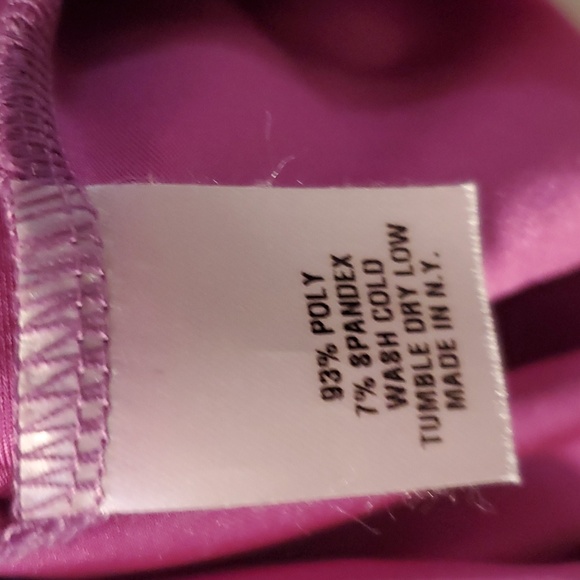 93% POLY
7% SPANDEX
WASH COLD
TUMBLE DRY LOW
MADE IN N.Y.